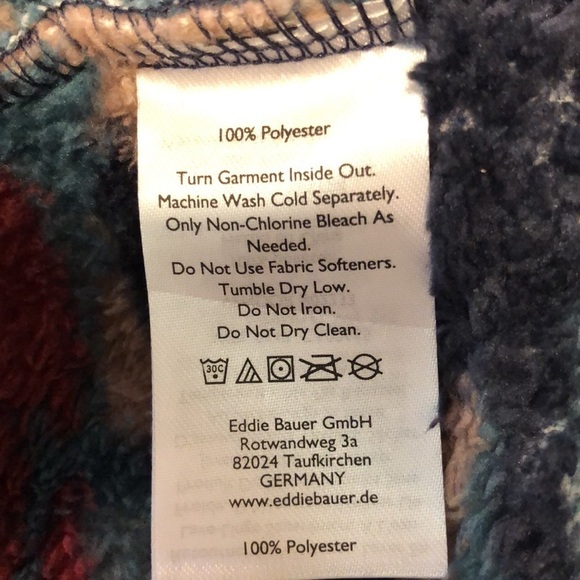 100% Polyester
Turn Garment Inside Out.
Machine Wash Cold Separately.
Only Non-Chlorine Bleach As
Needed.
Do Not Use Fabric Softeners.
Tumble Dry Low.
Do Not Iron.
Do Not Dry Clean.
30C
Eddie Bauer GmbH
Rotwandweg 3a
82024 Taufkirchen
GERMANY
www.eddiebauer.de
100% Polyester